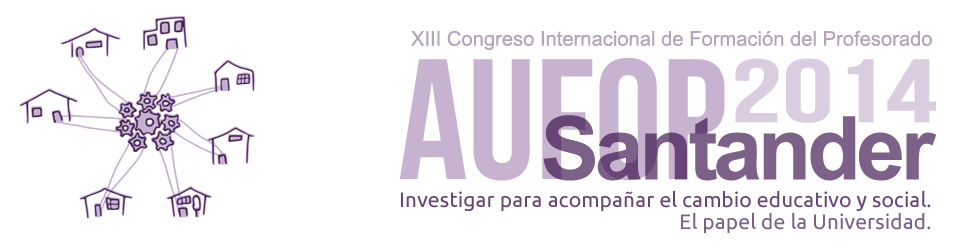 XIII Congreso Internacional de Formación del Profesorado
AUFOP 2014
Santander
Investigar para acompañar el cambio educativo y social.
El papel de la Universidad.